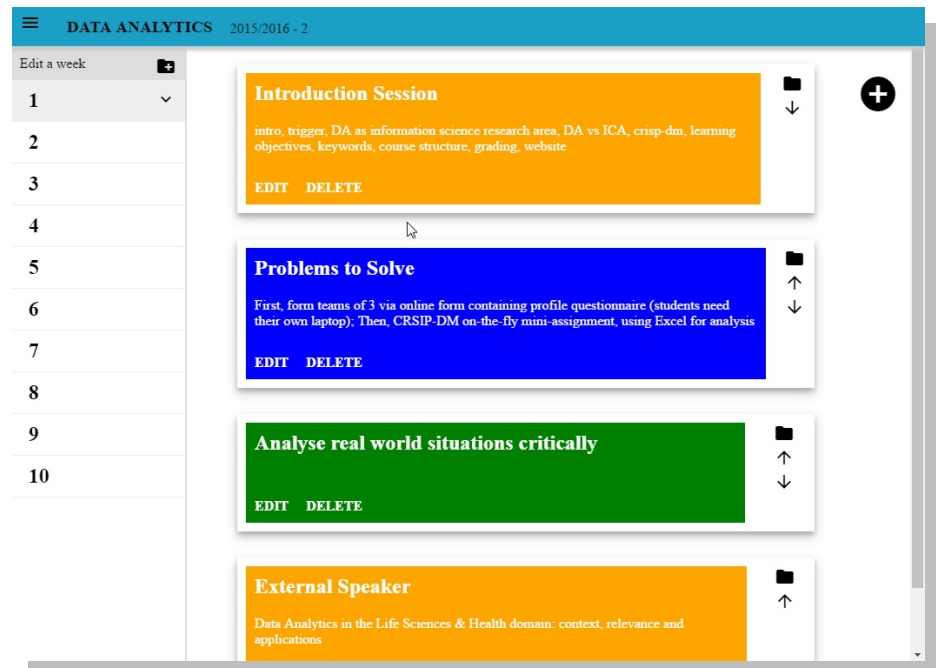 DATA ANALYTICS 2015/2016 - 2
Edit a week
1
2
3
4
5
6
7
8
9
10
Introduction Session
intro, trigger, DA as information science research area, DA vs ICA, crisp-dm, learning
objectives, keywords, course structure, grading, website
EDIT DELETE
Problems to Solve
First, form teams of 3 via online form containing profile questionnaire (students need
their own laptop); Then, CRSIP-DM on-the-fly mini-assignment, using Excel for analysis
EDIT DELETE
Analyse real world situations critically
EDIT DELETE
External Speaker
Data Analytics in the Life Sciences & Health domain: context, relevance and
applications